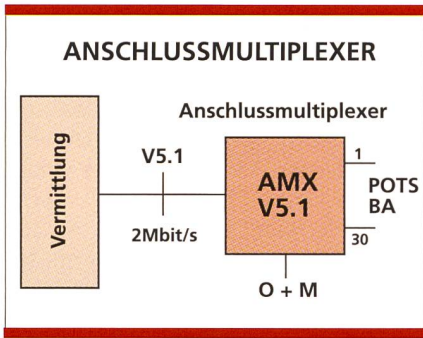 ANSCHLUSSMULTIPLEXER
Anschlussmultiplexer
Vermittlung
V5.1
2Mbit/s
AMX
V5.1
1
POTS
BA
30
O + M